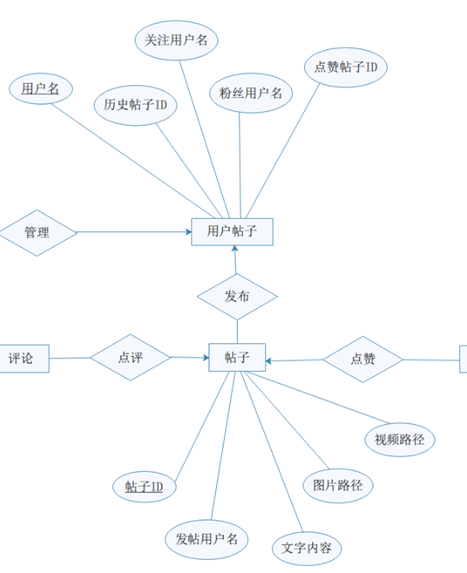 关注用户名
点赞帖子ID
用户名
历史帖子ID
粉丝用户名
管理
用户帖子
发布
评论
点评
帖子
点赞
视频路径
帖子ID
图片路径
发帖用户名
文字内容